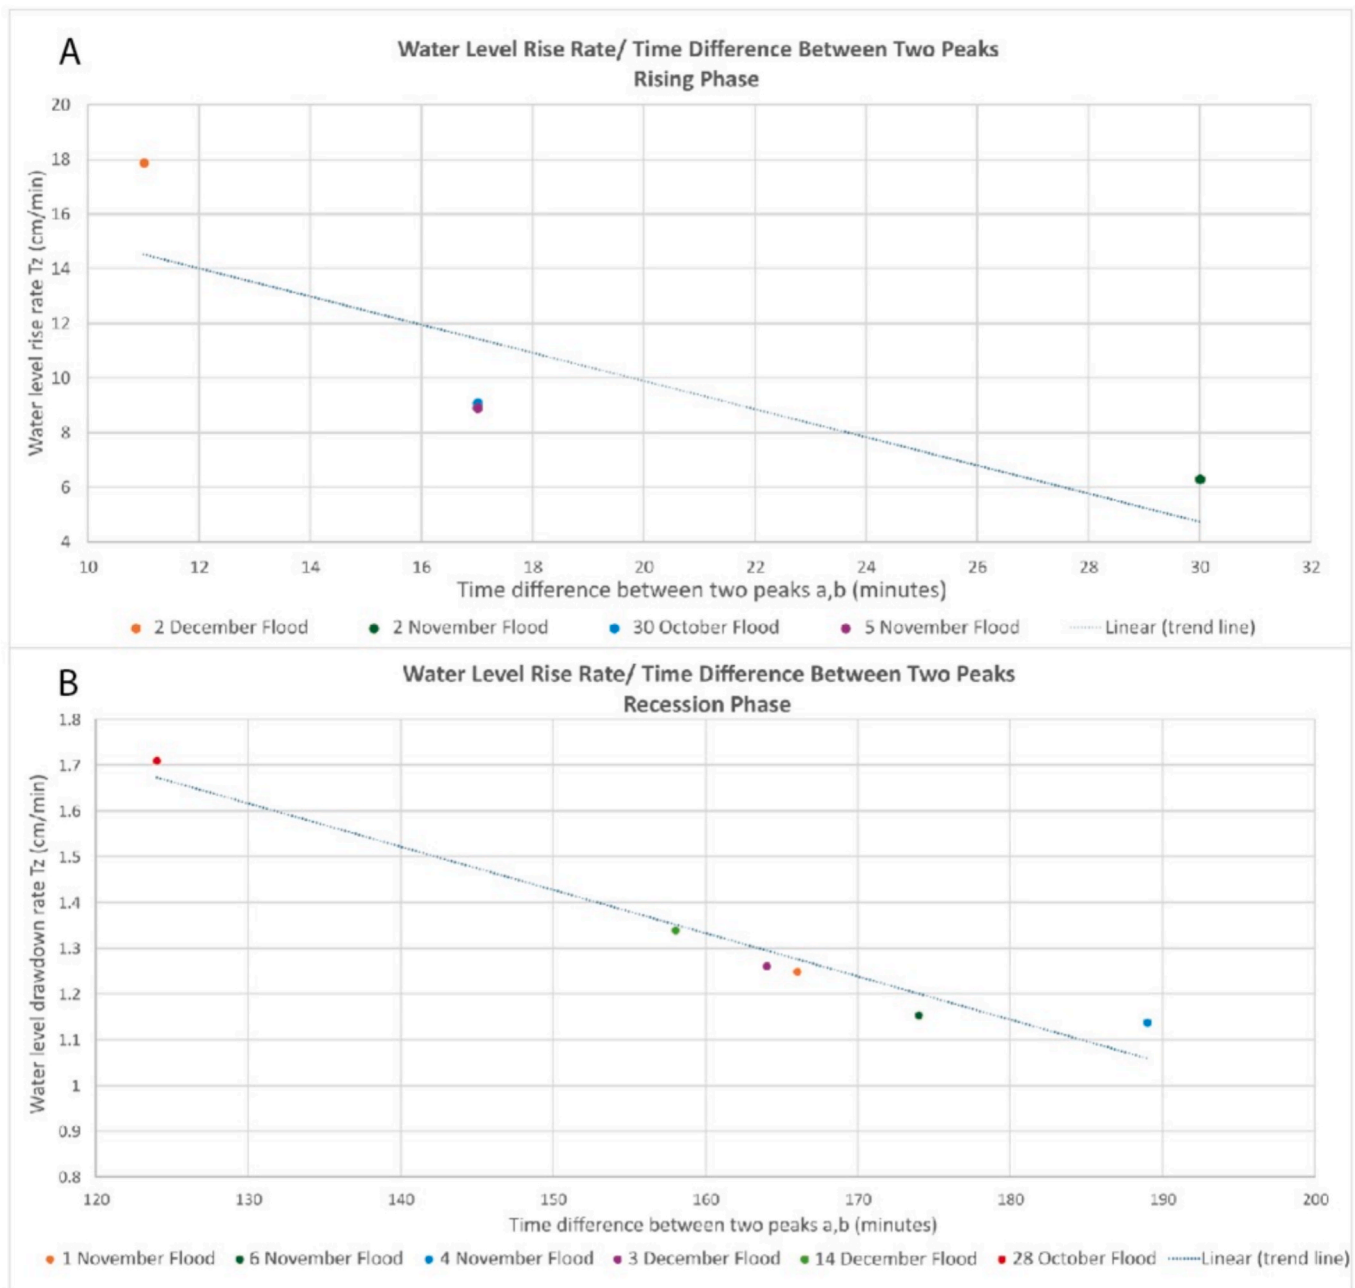 A
Water Level Rise Rate/ Time Difference Between Two Peaks
Rising Phase
Water level rise rate Tz (cm/min)
20
18
16
14
12
10
8
6
4
10 12 14 16 18 20 22 24 26 28 30 32
Time difference between two peaks a,b (minutes)
2 December Flood 2 November Flood 30 October Flood 5 November Flood Linear (trend line)
B
Water Level Rise Rate/ Time Difference Between Two Peaks
Recession Phase
Water level drawdown rate Tz (cm/min)
1.8
1.7
1.6
1.5
1.4
1.3
1.2
1.1
1
0.9
0.8
120 130 140 150 160 170 180 190 200
Time difference between two peaks a,b (minutes)
1 November Flood 6 November Flood 4 November Flood 3 December Flood 14 December Flood 28 October Flood Linear (trend line)